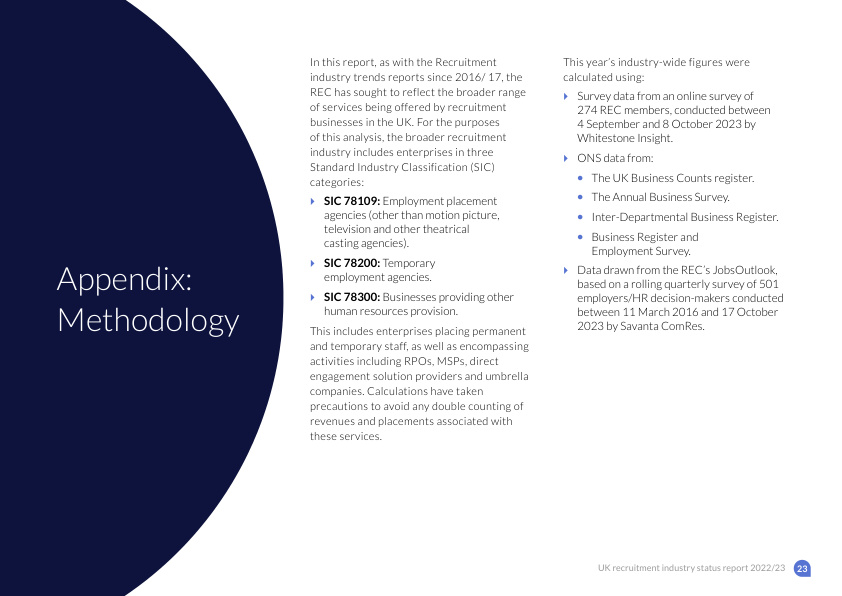 Appendix:
Methodology
In this report, as with the Recruitment
industry trends reports since 2016/ 17, the
REC has sought to reflect the broader range
of services being offered by recruitment
businesses in the UK. For the purposes
of this analysis, the broader recruitment
industry includes enterprises in three
Standard Industry Classification (SIC)
categories:
SIC 78109: Employment placement
agencies (other than motion picture,
television and other theatrical
casting agencies).
SIC 78200: Temporary
employment agencies.
SIC 78300: Businesses providing other
human resources provision.
This includes enterprises placing permanent
and temporary staff, as well as encompassing
activities including RPOs, MSPs, direct
engagement solution providers and umbrella
companies. Calculations have taken
precautions to avoid any double counting of
revenues and placements associated with
these services.
This year's industry-wide figures were
calculated using:
Survey data from an online survey of
274 REC members, conducted between
4 September and 8 October 2023 by
Whitestone Insight.
ONS data from:
The UK Business Counts register.
The Annual Business Survey.
Inter-Departmental Business Register.
Business Register and
Employment Survey.
Data drawn from the REC's JobsOutlook,
based on a rolling quarterly survey of 501
employers/HR decision-makers conducted
between 11 March 2016 and 17 October
2023 by Savanta ComRes.
UK recruitment industry status report 2022/23 23